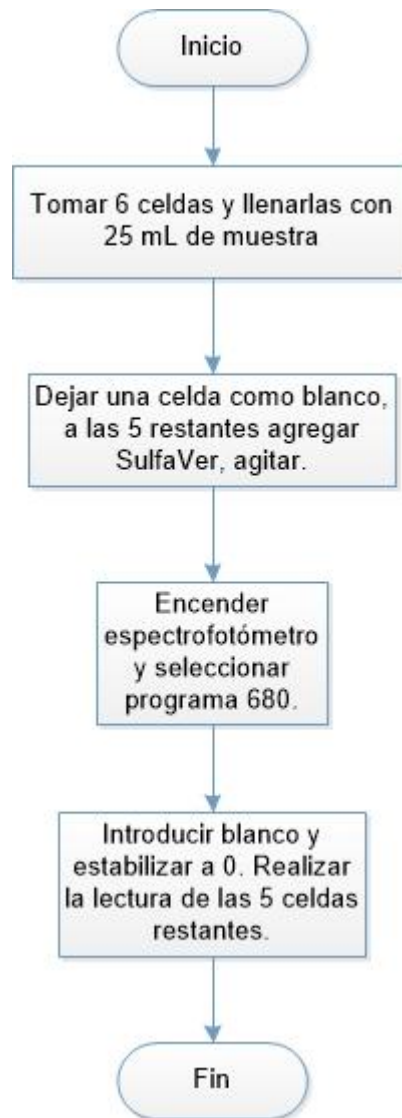 Inicio
Tomar 6 celdas y llenarlas con
25 mL de muestra
Dejar una celda como blanco,
a las 5 restantes agregar
SulfaVer, agitar.
Encender
espectrofotómetro
y seleccionar
programa 680.
Introducir blanco y
estabilizar a 0. Realizar
la lectura de las 5 celdas
restantes.
Fin